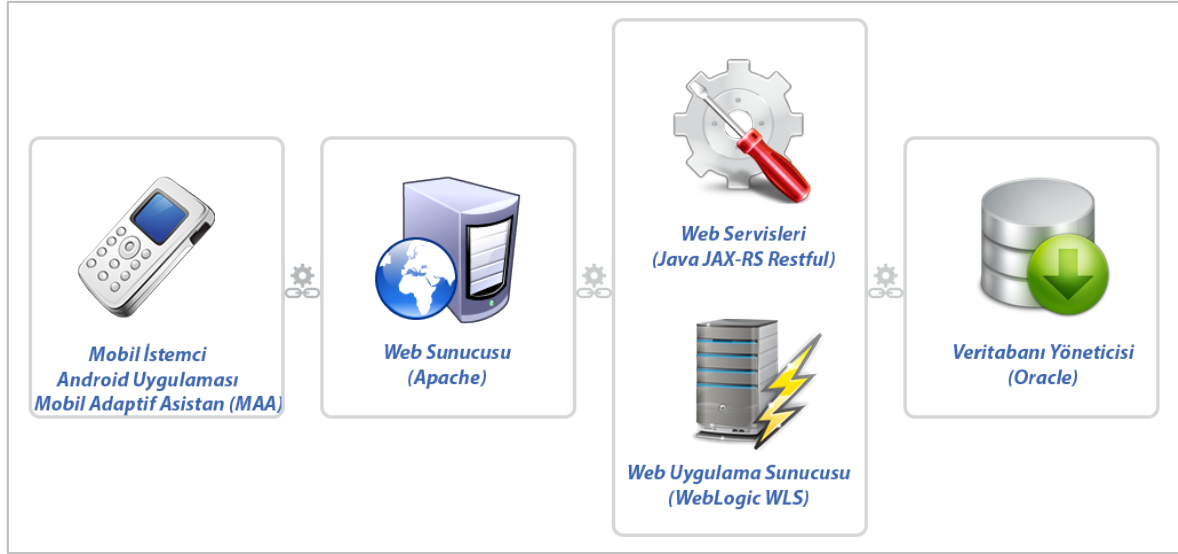 Mobil İstemci
Android Uygulaması
Mobil Adaptif Asistan (MAA)
Web Sunucusu
(Apache)
Web Servisleri
(Java JAX-RS Restful)
Web Uygulama Sunucusu
(WebLogic WLS)
Veritabanı Yöneticisi
(Oracle)